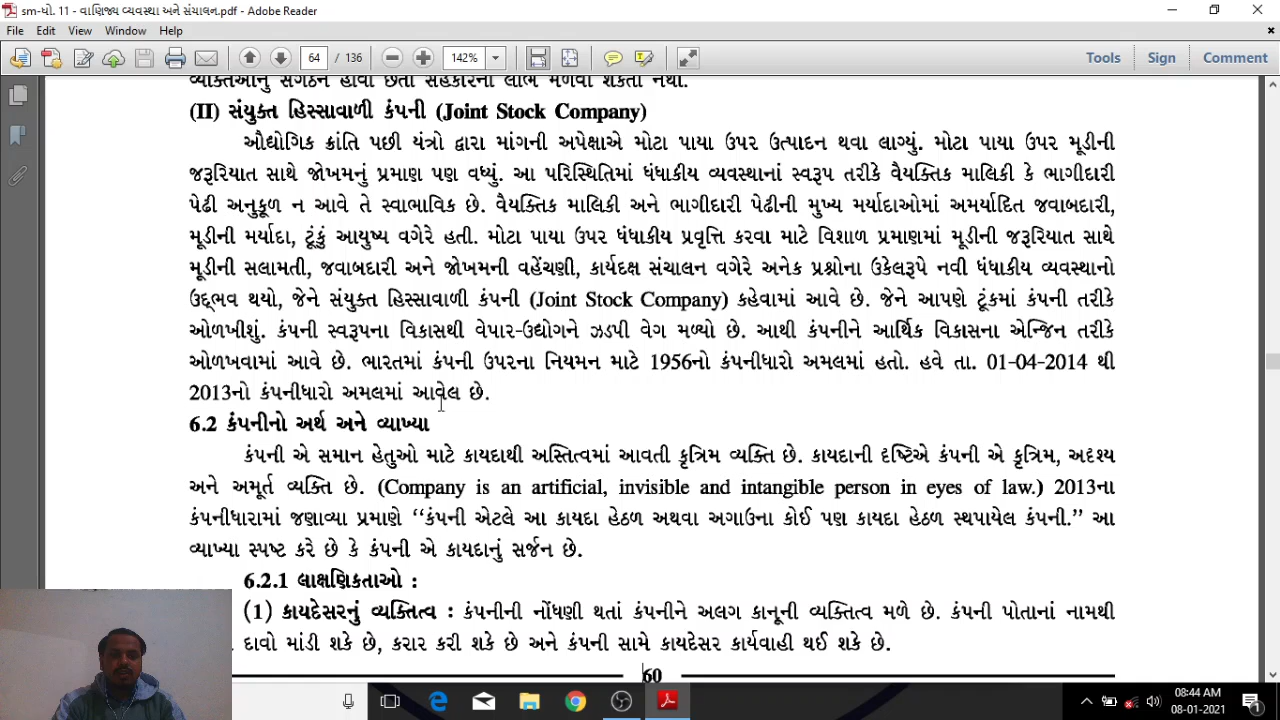 sm-ધો. 11 - વાણિજ્ય વ્યવસ્થા અને સંચાલન.pdf - Adobe Reader
File Edit View Window Help
64 / 136 142% Tools Sign Comment
વ્યક્તિઓનું સંગઠન હોવા છતાં સહકારનો લાભ મળવા શકતો નથી.
(II) સંયુક્ત હિસ્સાવાળી કંપની (Joint Stock Company)
ઔદ્યોગિક ક્રાંતિ પછી યંત્રો દ્વારા માંગની અપેક્ષાએ મોટા પાયા ઉપર ઉત્પાદન થવા લાગ્યું. મોટા પાયા ઉપર મૂડીની
જરૂરિયાત સાથે જોખમનું પ્રમાણ પણ વધ્યું. આ પરિસ્થિતિમાં ધંધાકીય વ્યવસ્થાનાં સ્વરૂપ તરીકે વૈયક્તિક માલિકી કે ભાગીદારી
પેઢી અનુકૂળ ન આવે તે સ્વાભાવિક છે. વૈયક્તિક માલિકી અને ભાગીદારી પેઢીની મુખ્ય મર્યાદાઓમાં અમર્યાદિત જવાબદારી,
મૂડીની મર્યાદા, ટૂંકું આયુષ્ય વગેરે હતી. મોટા પાયા ઉપર ધંધાકીય પ્રવૃત્તિ કરવા માટે વિશાળ પ્રમાણમાં મૂડીની જરૂરિયાત સાથે
મૂડીની સલામતી, જવાબદારી અને જોખમની વહેંચણી, કાર્યદક્ષ સંચાલન વગેરે અનેક પ્રશ્નોના ઉકેલરૂપે નવી ધંધાકીય વ્યવસ્થાનો
ઉદ્ભવ થયો, જેને સંયુક્ત હિસ્સાવાળી કંપની (Joint Stock Company) કહેવામાં આવે છે. જેને આપણે ટૂંકમાં કંપની તરીકે
ઓળખીશું. કંપની સ્વરૂપના વિકાસથી વેપાર-ઉદ્યોગને ઝડપી વેગ મળ્યો છે. આથી કંપનીને આર્થિક વિકાસના એન્જિન તરીકે
ઓળખવામાં આવે છે. ભારતમાં કંપની ઉપરના નિયમન માટે 1956નો કંપનીધારો અમલમાં હતો. હવે તા. 01-04-2014 થી
2013નો કંપનીધારો અમલમાં આવેલ છે.
6.2 કંપનીનો અર્થ અને વ્યાખ્યા
કંપની એ સમાન હેતુઓ માટે કાયદાથી અસ્તિત્વમાં આવતી કૃત્રિમ વ્યક્તિ છે. કાયદાની દૃષ્ટિએ કંપની એ કૃત્રિમ, અદૃશ્ય
અને અમૂર્ત વ્યક્તિ છે. (Company is an artificial, invisible and intangible person in eyes of law.) 2013ના
કંપનીધારામાં જણાવ્યા પ્રમાણે “કંપની એટલે આ કાયદા હેઠળ અથવા અગાઉના કોઈ પણ કાયદા હેઠળ સ્થપાયેલ કંપની.” આ
વ્યાખ્યા સ્પષ્ટ કરે છે કે કંપની એ કાયદાનું સર્જન છે.
6.2.1 લાક્ષણિકતાઓ :
(1) કાયદેસરનું વ્યક્તિત્વ : કંપનીની નોંધણી થતાં કંપનીને અલગ કાનૂની વ્યક્તિત્વ મળે છે. કંપની પોતાનાં નામથી
દાવો માંડી શકે છે, કરાર કરી શકે છે અને કંપની સામે કાયદેસર કાર્યવાહી થઈ શકે છે.
60
08:44 AM
08-01-2021